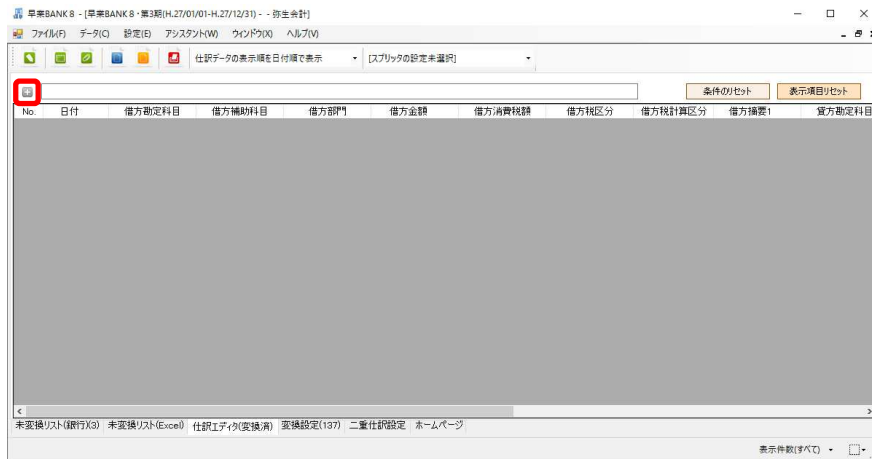 早来BANK 8 - [早来BANK 8・第3期(H.27/01/01-H.27/12/31) - - 弥生会計]
ファイル(F) データ(C) 設定(E) アシスタント(W) ウィンドウ(X) ヘルプ(V)
仕訳データの表示順を日付順で表示 [スプリッタの設定未選択]
条件のリセット 表示項目リセット
No. 日付 借方勘定科目 借方補助科目 借方部門 借方金額 借方消費税額 借方税区分 借方税計算区分 借方摘要1 貸方勘定科目
未変換リスト(銀行)(3) 未変換リスト(Excel) 仕訳エディタ(変換済) 変換設定(137) 二重仕訳設定 ホームページ
表示件数(すべて)